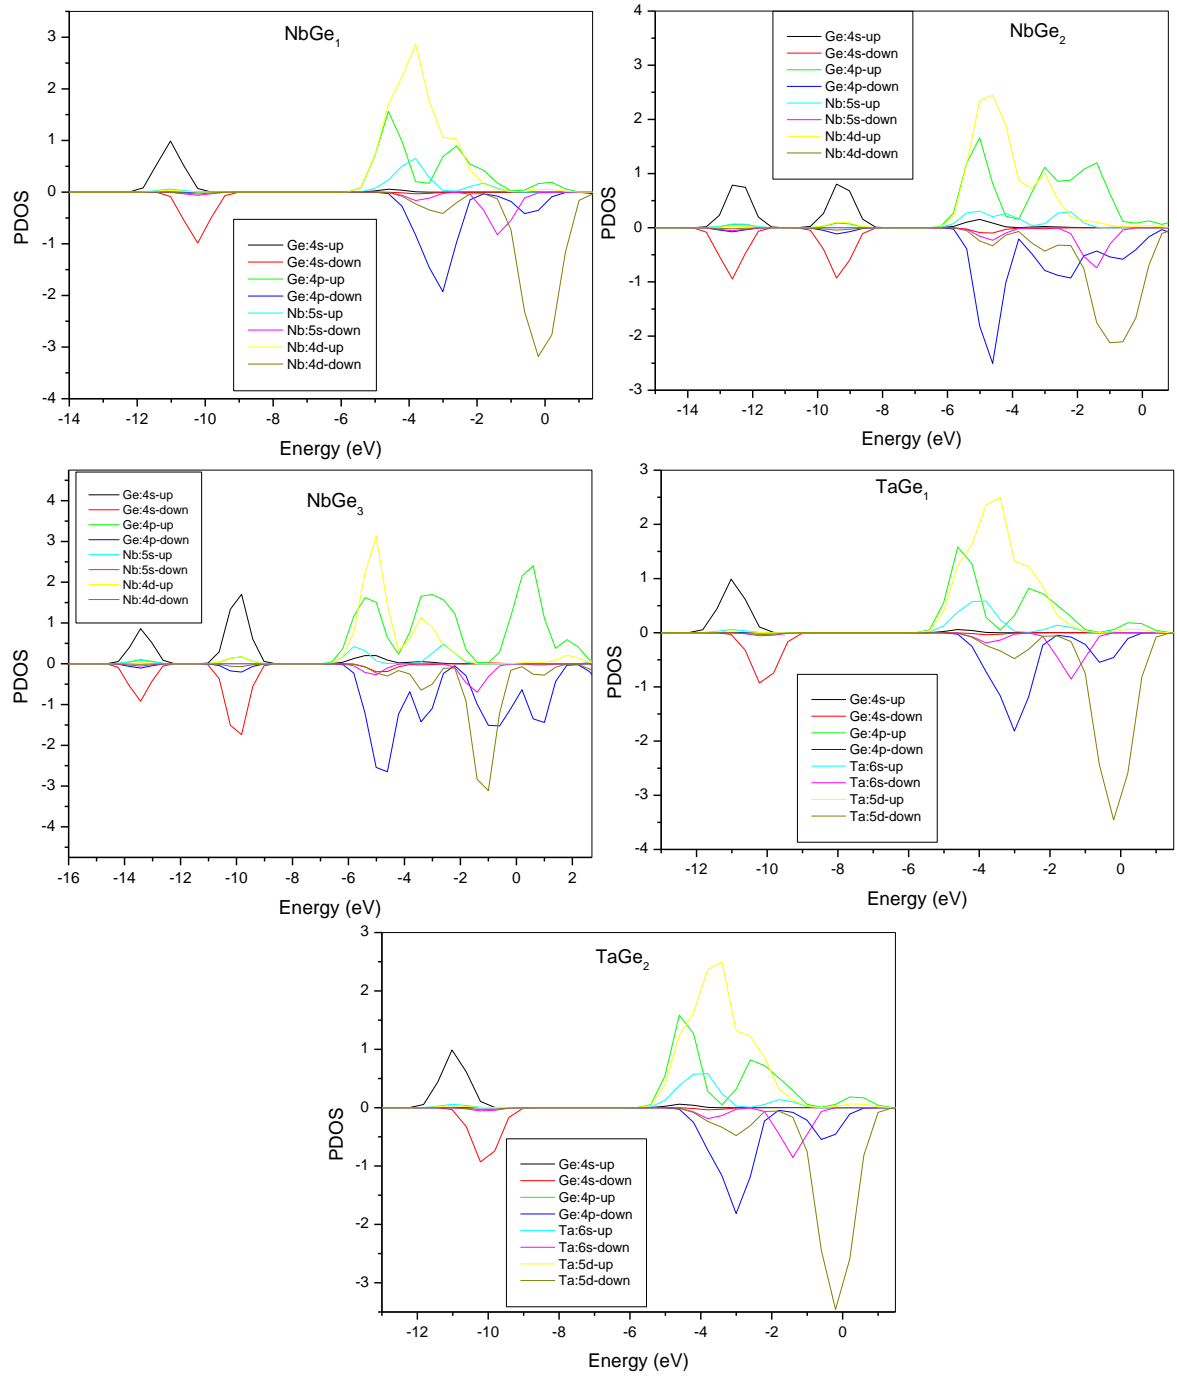 NbGe1
3
2
1
0
-1
-2
-3
-4
PDOS
Ge:4s-up
Ge:4s-down
Ge:4p-up
Ge:4p-down
Nb:5s-up
Nb:5s-down
Nb:4d-up
Nb:4d-down
-14 -12 -10 -8 -6 -4 -2 0
Energy (eV)
NbGe2
4
3
2
1
0
-1
-2
-3
PDOS
Ge:4s-up
Ge:4s-down
Ge:4p-up
Ge:4p-down
Nb:5s-up
Nb:5s-down
Nb:4d-up
Nb:4d-down
-14 -12 -10 -8 -6 -4 -2 0
Energy (eV)
NbGe3
4
3
2
1
0
-1
-2
-3
-4
PDOS
Ge:4s-up
Ge:4s-down
Ge:4p-up
Ge:4p-down
Nb:5s-up
Nb:5s-down
Nb:4d-up
Nb:4d-down
-16 -14 -12 -10 -8 -6 -4 -2 0 2
Energy (eV)
TaGe1
3
2
1
0
-1
-2
-3
-4
PDOS
Ge:4s-up
Ge:4s-down
Ge:4p-up
Ge:4p-down
Ta:6s-up
Ta:6s-down
Ta:5d-up
Ta:5d-down
-12 -10 -8 -6 -4 -2 0
Energy (eV)
TaGe2
3
2
1
0
-1
-2
-3
PDOS
Ge:4s-up
Ge:4s-down
Ge:4p-up
Ge:4p-down
Ta:6s-up
Ta:6s-down
Ta:5d-up
Ta:5d-down
-12 -10 -8 -6 -4 -2 0
Energy (eV)